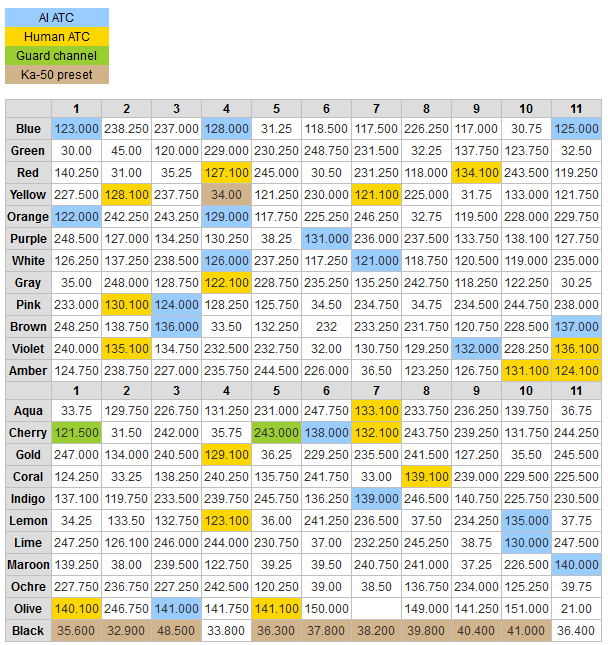 AI ATC
Human ATC
Guard channel
Ka-50 preset
1 2 3 4 5 6 7 8 9 10 11
Blue 123.000 238.250 237.000 128.000 31.25 118.500 117.500 226.250 117.000 30.75 125.000
Green 30.00 45.00 120.000 229.000 230.250 248.750 231.500 32.25 137.750 123.750 32.50
Red 140.250 31.00 35.25 127.100 245.000 30.50 231.250 118.000 134.100 243.500 119.250
Yellow 227.500 128.100 237.750 34.00 121.250 230.000 121.100 225.000 31.75 133.000 121.750
Orange 122.000 242.250 243.250 129.000 117.750 225.250 246.250 32.75 119.500 228.000 229.750
Purple 248.500 127.000 134.250 130.250 38.25 131.000 236.000 237.500 133.750 138.100 127.750
White 126.250 137.250 238.500 126.000 237.250 117.250 121.000 118.750 120.500 119.000 235.000
Gray 35.00 248.000 128.750 122.100 228.750 235.250 135.250 242.750 118.250 122.250 30.25
Pink 233.000 130.100 124.000 128.250 125.750 34.50 234.750 34.75 234.500 244.750 238.000
Brown 248.250 138.750 136.000 33.50 132.250 232 233.250 231.750 120.750 228.500 137.000
Violet 240.000 135.100 134.750 232.500 232.750 32.00 130.750 129.250 132.000 228.250 136.100
Amber 124.750 238.750 227.000 235.750 244.500 226.000 36.50 123.250 126.750 131.100 124.100
1 2 3 4 5 6 7 8 9 10 11
Aqua 33.75 129.750 226.750 131.250 231.000 247.750 133.100 233.750 236.250 139.750 36.75
Cherry 121.500 31.50 242.000 35.75 243.000 138.000 132.100 243.750 239.250 131.750 244.250
Gold 247.000 134.000 240.500 129.100 36.25 229.250 235.500 241.500 127.250 35.50 245.500
Coral 124.250 33.25 138.250 240.250 135.750 241.750 33.00 139.100 239.000 229.500 225.500
Indigo 137.100 119.750 233.500 239.750 245.750 136.250 139.000 246.500 140.750 225.750 230.500
Lemon 34.25 133.50 132.750 123.100 36.00 241.250 236.500 37.50 234.250 135.000 37.75
Lime 247.250 126.100 246.000 244.000 230.750 37.00 232.250 245.250 38.75 130.000 247.500
Maroon 139.250 38.00 239.500 122.750 39.25 39.50 240.750 241.000 37.25 226.500 140.000
Ochre 227.750 236.750 227.250 242.500 120.250 39.00 38.50 136.750 234.000 125.250 39.75
Olive 140.100 246.750 141.000 141.750 141.100 150.000 149.000 141.250 151.000 21.00
Black 35.600 32.900 48.500 33.800 36.300 37.800 38.200 39.800 40.400 41.000 36.400